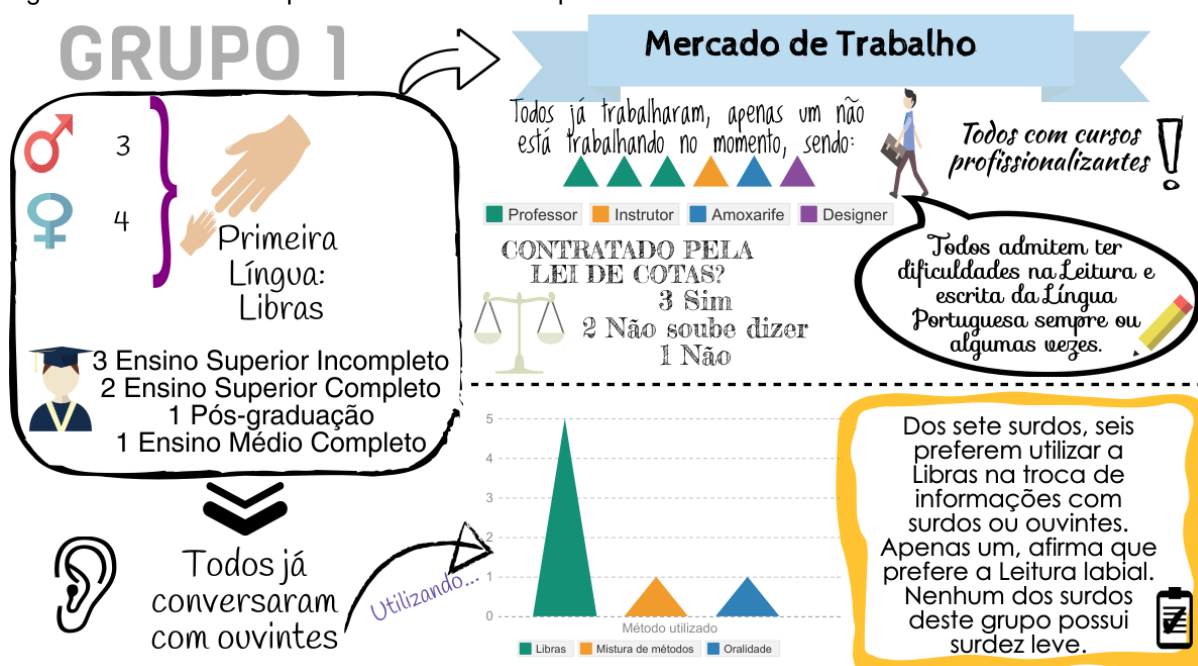 GRUPO 1
3
4
Primeira
Língua:
Libras
3 Ensino Superior Incompleto
2 Ensino Superior Completo
1 Pós-graduação
1 Ensino Médio Completo
Todos já
conversaram
com ouvintes
Utilizando...
Mercado de Trabalho
Todos já trabalharam, apenas um não
está trabalhando no momento, sendo:
Professor
Instrutor
Amoxarife
Designer
Todos com cursos
profissionalizantes
!
CONTRATADO PELA
LEI DE COTAS?
3 Sim
2 Não soube dizer
1 Não
Todos admitem ter
dificuldades na Leitura e
escrita da Língua
Portuguesa sempre ou
algumas vezes.
5
4
3
2
1
0
Método utilizado
Libras
Mistura de métodos
Oralidade
Dos sete surdos, seis
preferem utilizar a
Libras na troca de
informações com
surdos ou ouvintes.
Apenas um, afirma que
prefere a Leitura labial.
Nenhum dos surdos
deste grupo possui
surdez leve.